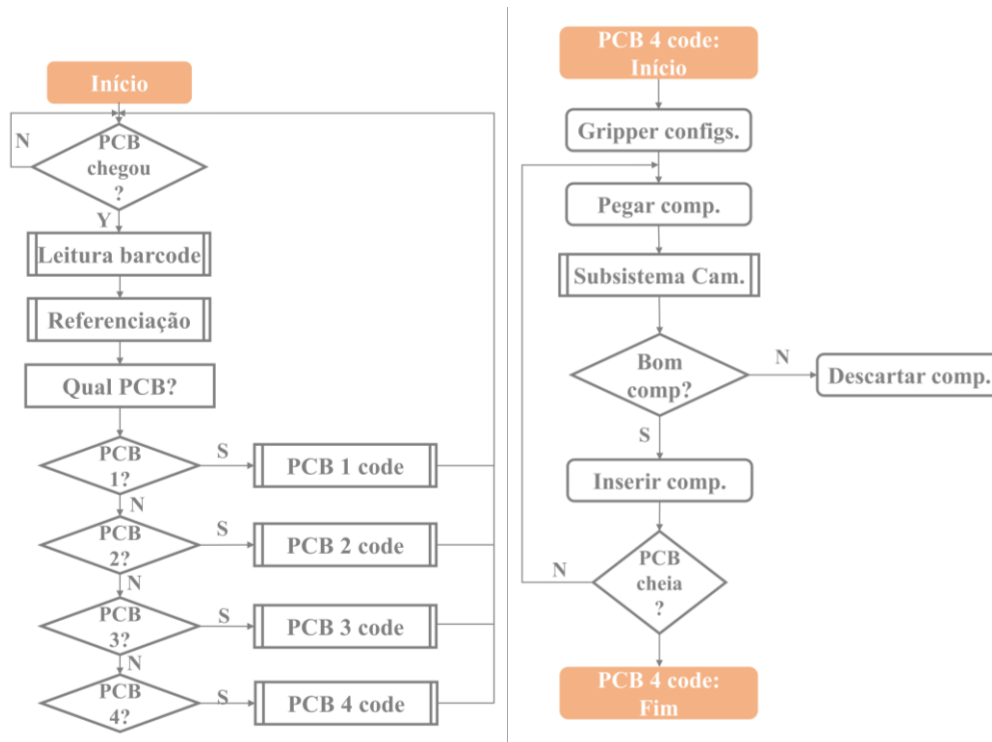 Início
N
PCB
chegou
?
Y
Leitura barcode
Referenciação
Qual PCB?
PCB
1?
S
PCB 1 code
N
PCB
2?
S
PCB 2 code
N
PCB
3?
S
PCB 3 code
N
PCB
4?
S
PCB 4 code
PCB 4 code:
Início
Gripper configs.
Pegar comp.
Subsistema Cam.
Bom
comp?
N
Descartar comp.
S
Inserir comp.
PCB
cheia
?
N
PCB 4 code:
Fim